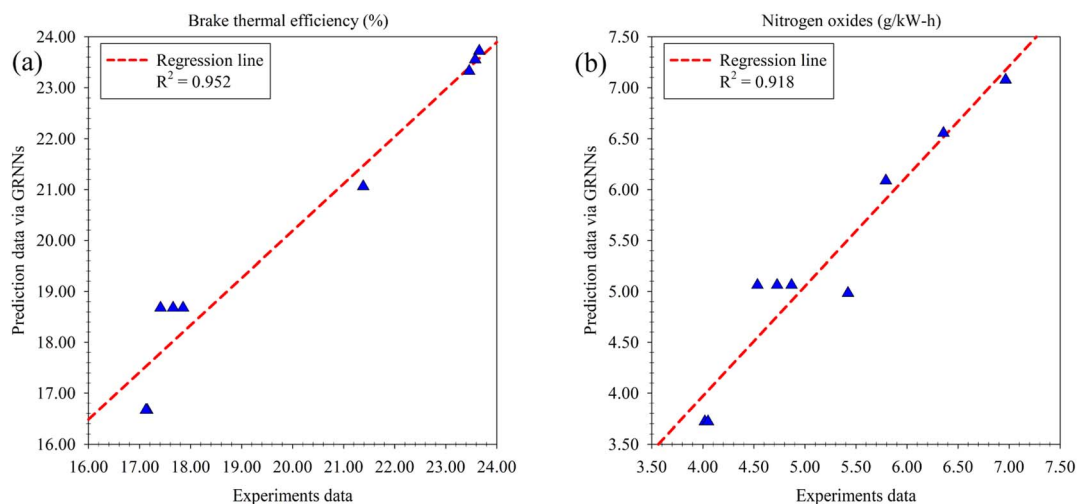 Brake thermal efficiency (%)
(a)
Regression line
R² = 0.952
Prediction data via GRNNs
24.00
23.00
22.00
21.00
20.00
19.00
18.00
17.00
16.00
16.00 17.00 18.00 19.00 20.00 21.00 22.00 23.00 24.00
Experiments data
Nitrogen oxides (g/kW-h)
(b)
Regression line
R² = 0.918
Prediction data via GRNNs
7.50
7.00
6.50
6.00
5.50
5.00
4.50
4.00
3.50
3.50 4.00 4.50 5.00 5.50 6.00 6.50 7.00 7.50
Experiments data